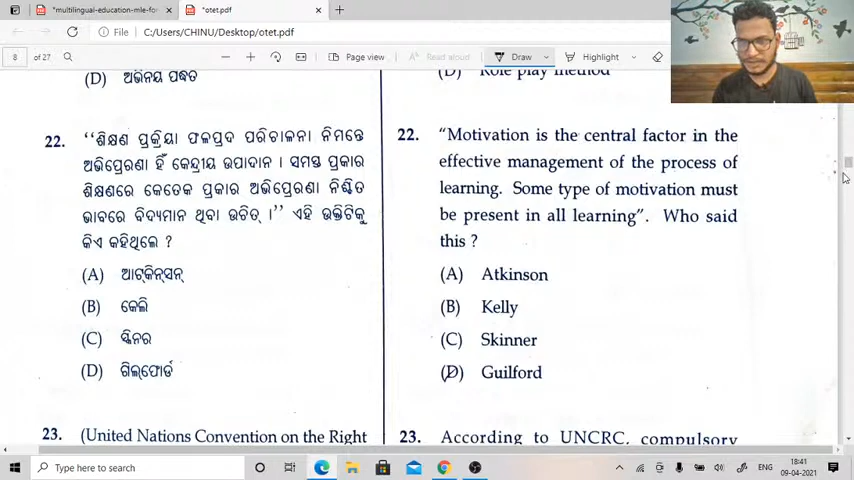 *multilingual-education-mle-fo
*otet.pdf
File
C:/Users/CHINU/Desktop/otet.pdf
8 of 27
Page view
Read aloud
Draw
Highlight
(D) ଅଭିନୟ ପଦ୍ଧତି
22. ‘‘ଶିକ୍ଷଣ ପ୍ରକ୍ରିୟା ଫଳପ୍ରଦ ପରିଚାଳନା ନିମନ୍ତେ
ଅଭିପ୍ରେରଣା ହିଁ କେନ୍ଦ୍ରୀୟ ଉପାଦାନ । ସମସ୍ତ ପ୍ରକାର
ଶିକ୍ଷଣରେ କେତେକ ପ୍ରକାର ଅଭିପ୍ରେରଣା ନିଶ୍ଚିତ
ଭାବରେ ବିଦ୍ୟମାନ ଥିବା ଉଚିତ୍ ।’’ ଏହି ଉକ୍ତିଟିକୁ
କିଏ କହିଥିଲେ ?
(A) ଆଟ୍‌କିନ୍‌ସନ୍
(B) କେଲି
(C) ସ୍କିନର
(D) ଗିଲ୍‌ଫୋର୍ଡ
23. (United Nations Convention on the Right
(D) Role play method
22. “Motivation is the central factor in the
effective management of the process of
learning. Some type of motivation must
be present in all learning”. Who said
this ?
(A) Atkinson
(B) Kelly
(C) Skinner
(D) Guilford
23. According to UNCRC, compulsory
Type here to search
ENG
18:41
09-04-2021